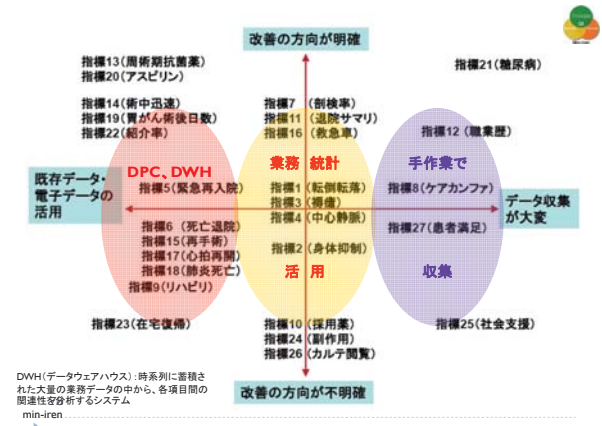 改善の方向が明確
指標13(周術期抗菌薬)
指標20(アスピリン)
指標21(糖尿病)
指標14(術中迅速)
指標19(胃がん術後日数)
指標22(紹介率)
指標7 (剖検率)
指標11 (退院サマリ)
指標16 (救急車)
指標12 (職業歴)
DPC、DWH
業務 統計
手作業で
既存データ・
電子データの
活用
指標5(緊急再入院)
指標1(転倒転落)
指標3(褥瘡)
指標4(中心静脈)
指標8(ケアカンファ)
データ収集
が大変
指標6 (死亡退院)
指標15(再手術)
指標17(心拍再開)
指標18(肺炎死亡)
指標9(リハビリ)
指標27(患者満足)
指標2(身体抑制)
活 用
収集
指標23(在宅復帰)
指標10(採用薬)
指標24(副作用)
指標26(カルテ閲覧)
指標25(社会支援)
改善の方向が不明確
DWH(データウェアハウス):時系列に蓄積さ
れた大量の業務データの中から、各項目間の
関連性を分析するシステム
min-iren